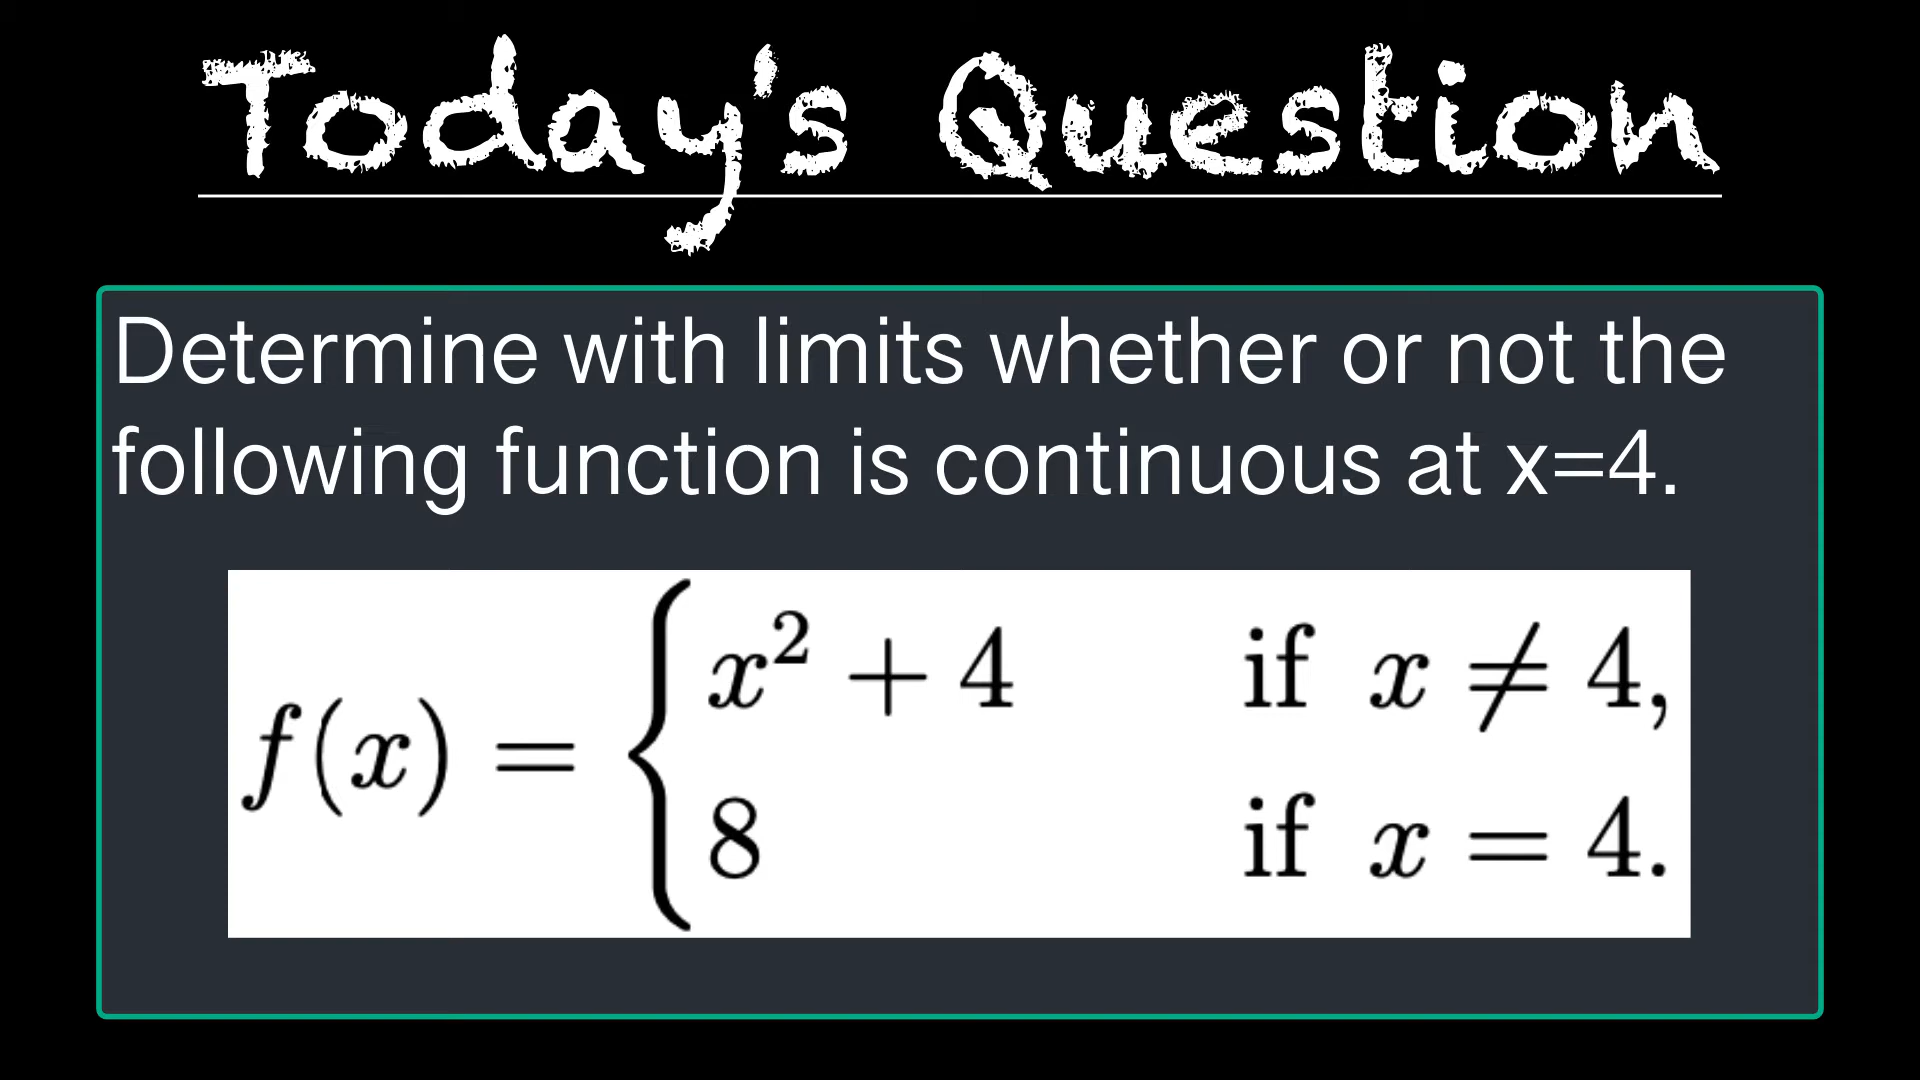 Today's Question
Determine with limits whether or not the
following function is continuous at x=4.
f(x) = { x² + 4 if x ≠ 4,
8 if x = 4.